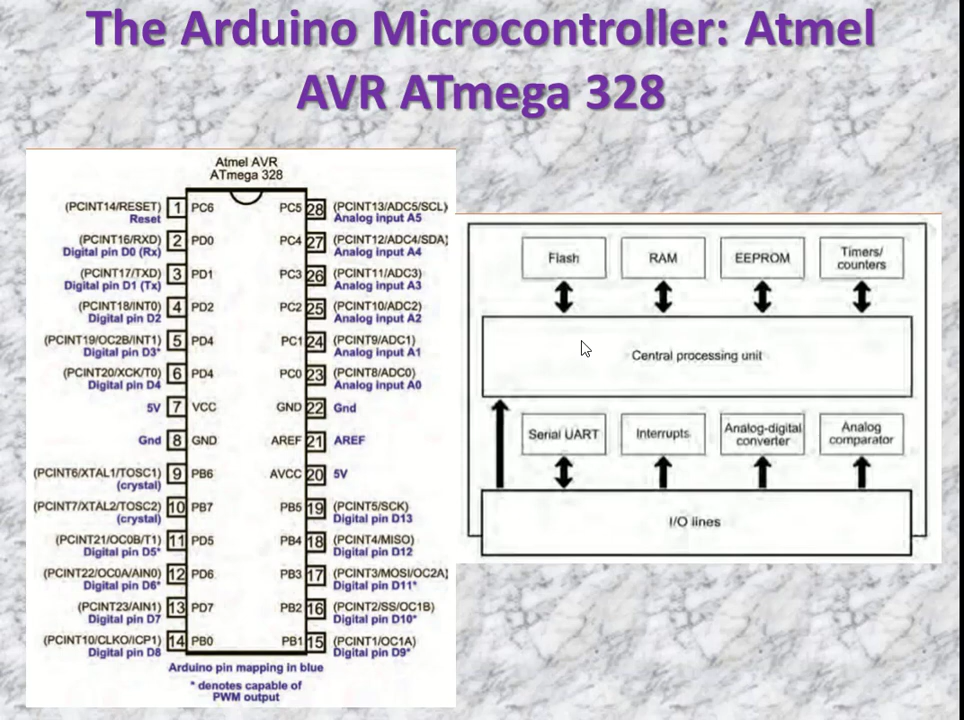 The Arduino Microcontroller: Atmel
AVR ATmega 328
Atmel AVR
ATmega 328
(PCINT14/RESET) 1 PC6
Reset
(PCINT16/RXD) 2 PD0
Digital pin D0 (Rx)
(PCINT17/TXD) 3 PD1
Digital pin D1 (Tx)
(PCINT18/INT0) 4 PD2
Digital pin D2
(PCINT19/OC2B/INT1) 5 PD4
Digital pin D3*
(PCINT20/XCK/T0) 6 PD4
Digital pin D4
5V 7 VCC
Gnd 8 GND
(PCINT6/XTAL1/TOSC1) 9 PB6
(crystal)
(PCINT7/XTAL2/TOSC2) 10 PB7
(crystal)
(PCINT21/OC0B/T1) 11 PD5
Digital pin D5*
(PCINT22/OC0A/AIN0) 12 PD6
Digital pin D6*
(PCINT23/AIN1) 13 PD7
Digital pin D7
(PCINT10/CLKO/ICP1) 14 PB0
Digital pin D8
PC5 28 (PCINT13/ADC5/SCL)
Analog input A5
PC4 27 (PCINT12/ADC4/SDA)
Analog input A4
PC3 26 (PCINT11/ADC3)
Analog input A3
PC2 25 (PCINT10/ADC2)
Analog input A2
PC1 24 (PCINT9/ADC1)
Analog input A1
PC0 23 (PCINT8/ADC0)
Analog input A0
GND 22 Gnd
AREF 21 AREF
AVCC 20 5V
PB5 19 (PCINT5/SCK)
Digital pin D13
PB4 18 (PCINT4/MISO)
Digital pin D12
PB3 17 (PCINT3/MOSI/OC2A)
Digital pin D11*
PB2 16 (PCINT2/SS/OC1B)
Digital pin D10*
PB1 15 (PCINT1/OC1A)
Digital pin D9*
Arduino pin mapping in blue
* denotes capable of
PWM output
Flash
RAM
EEPROM
Timers/
counters
Central processing unit
Serial UART
Interrupts
Analog-digital
converter
Analog
comparator
I/O lines